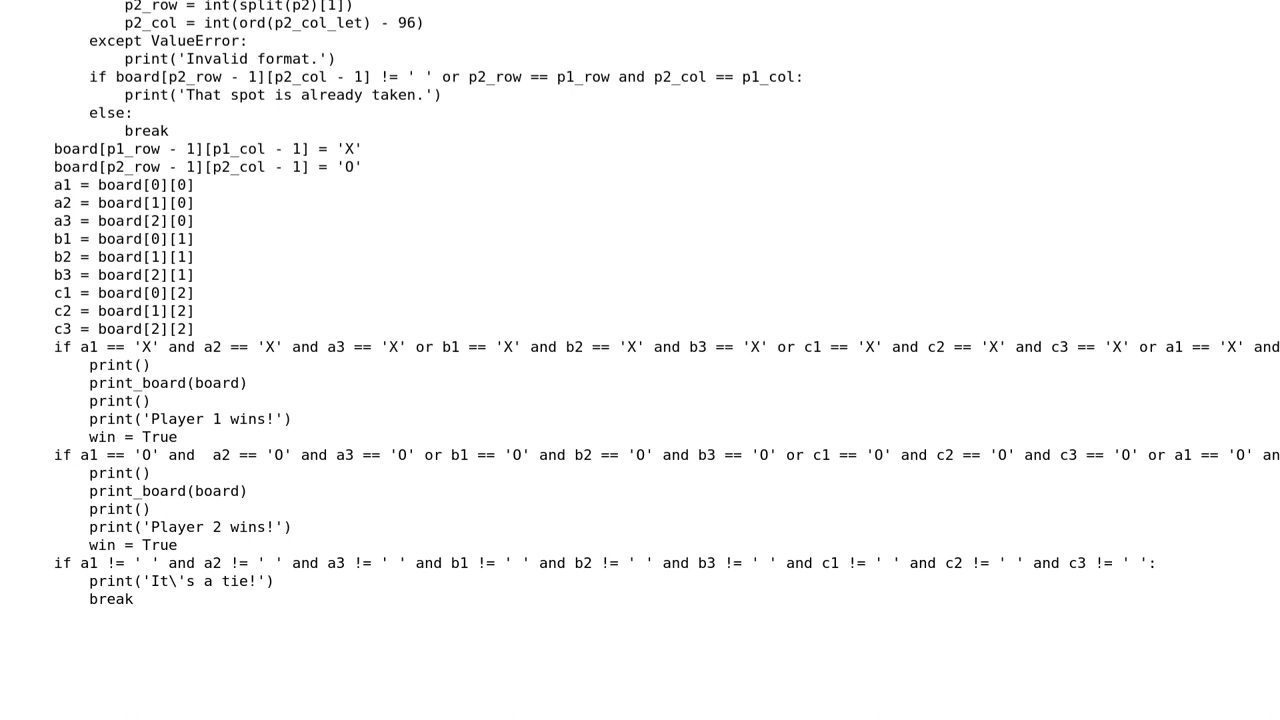 p2_row = int(split(p2)[1])
p2_col = int(ord(p2_col_let) - 96)
except ValueError:
print('Invalid format.')
if board[p2_row - 1][p2_col - 1] != ' ' or p2_row == p1_row and p2_col == p1_col:
print('That spot is already taken.')
else:
break
board[p1_row - 1][p1_col - 1] = 'X'
board[p2_row - 1][p2_col - 1] = 'O'
a1 = board[0][0]
a2 = board[1][0]
a3 = board[2][0]
b1 = board[0][1]
b2 = board[1][1]
b3 = board[2][1]
c1 = board[0][2]
c2 = board[1][2]
c3 = board[2][2]
if a1 == 'X' and a2 == 'X' and a3 == 'X' or b1 == 'X' and b2 == 'X' and b3 == 'X' or c1 == 'X' and c2 == 'X' and c3 == 'X' or a1 == 'X' and
print()
print_board(board)
print()
print('Player 1 wins!')
win = True
if a1 == 'O' and  a2 == 'O' and a3 == 'O' or b1 == 'O' and b2 == 'O' and b3 == 'O' or c1 == 'O' and c2 == 'O' and c3 == 'O' or a1 == 'O' an
print()
print_board(board)
print()
print('Player 2 wins!')
win = True
if a1 != ' ' and a2 != ' ' and a3 != ' ' and b1 != ' ' and b2 != ' ' and b3 != ' ' and c1 != ' ' and c2 != ' ' and c3 != ' ':
print('It\'s a tie!')
break